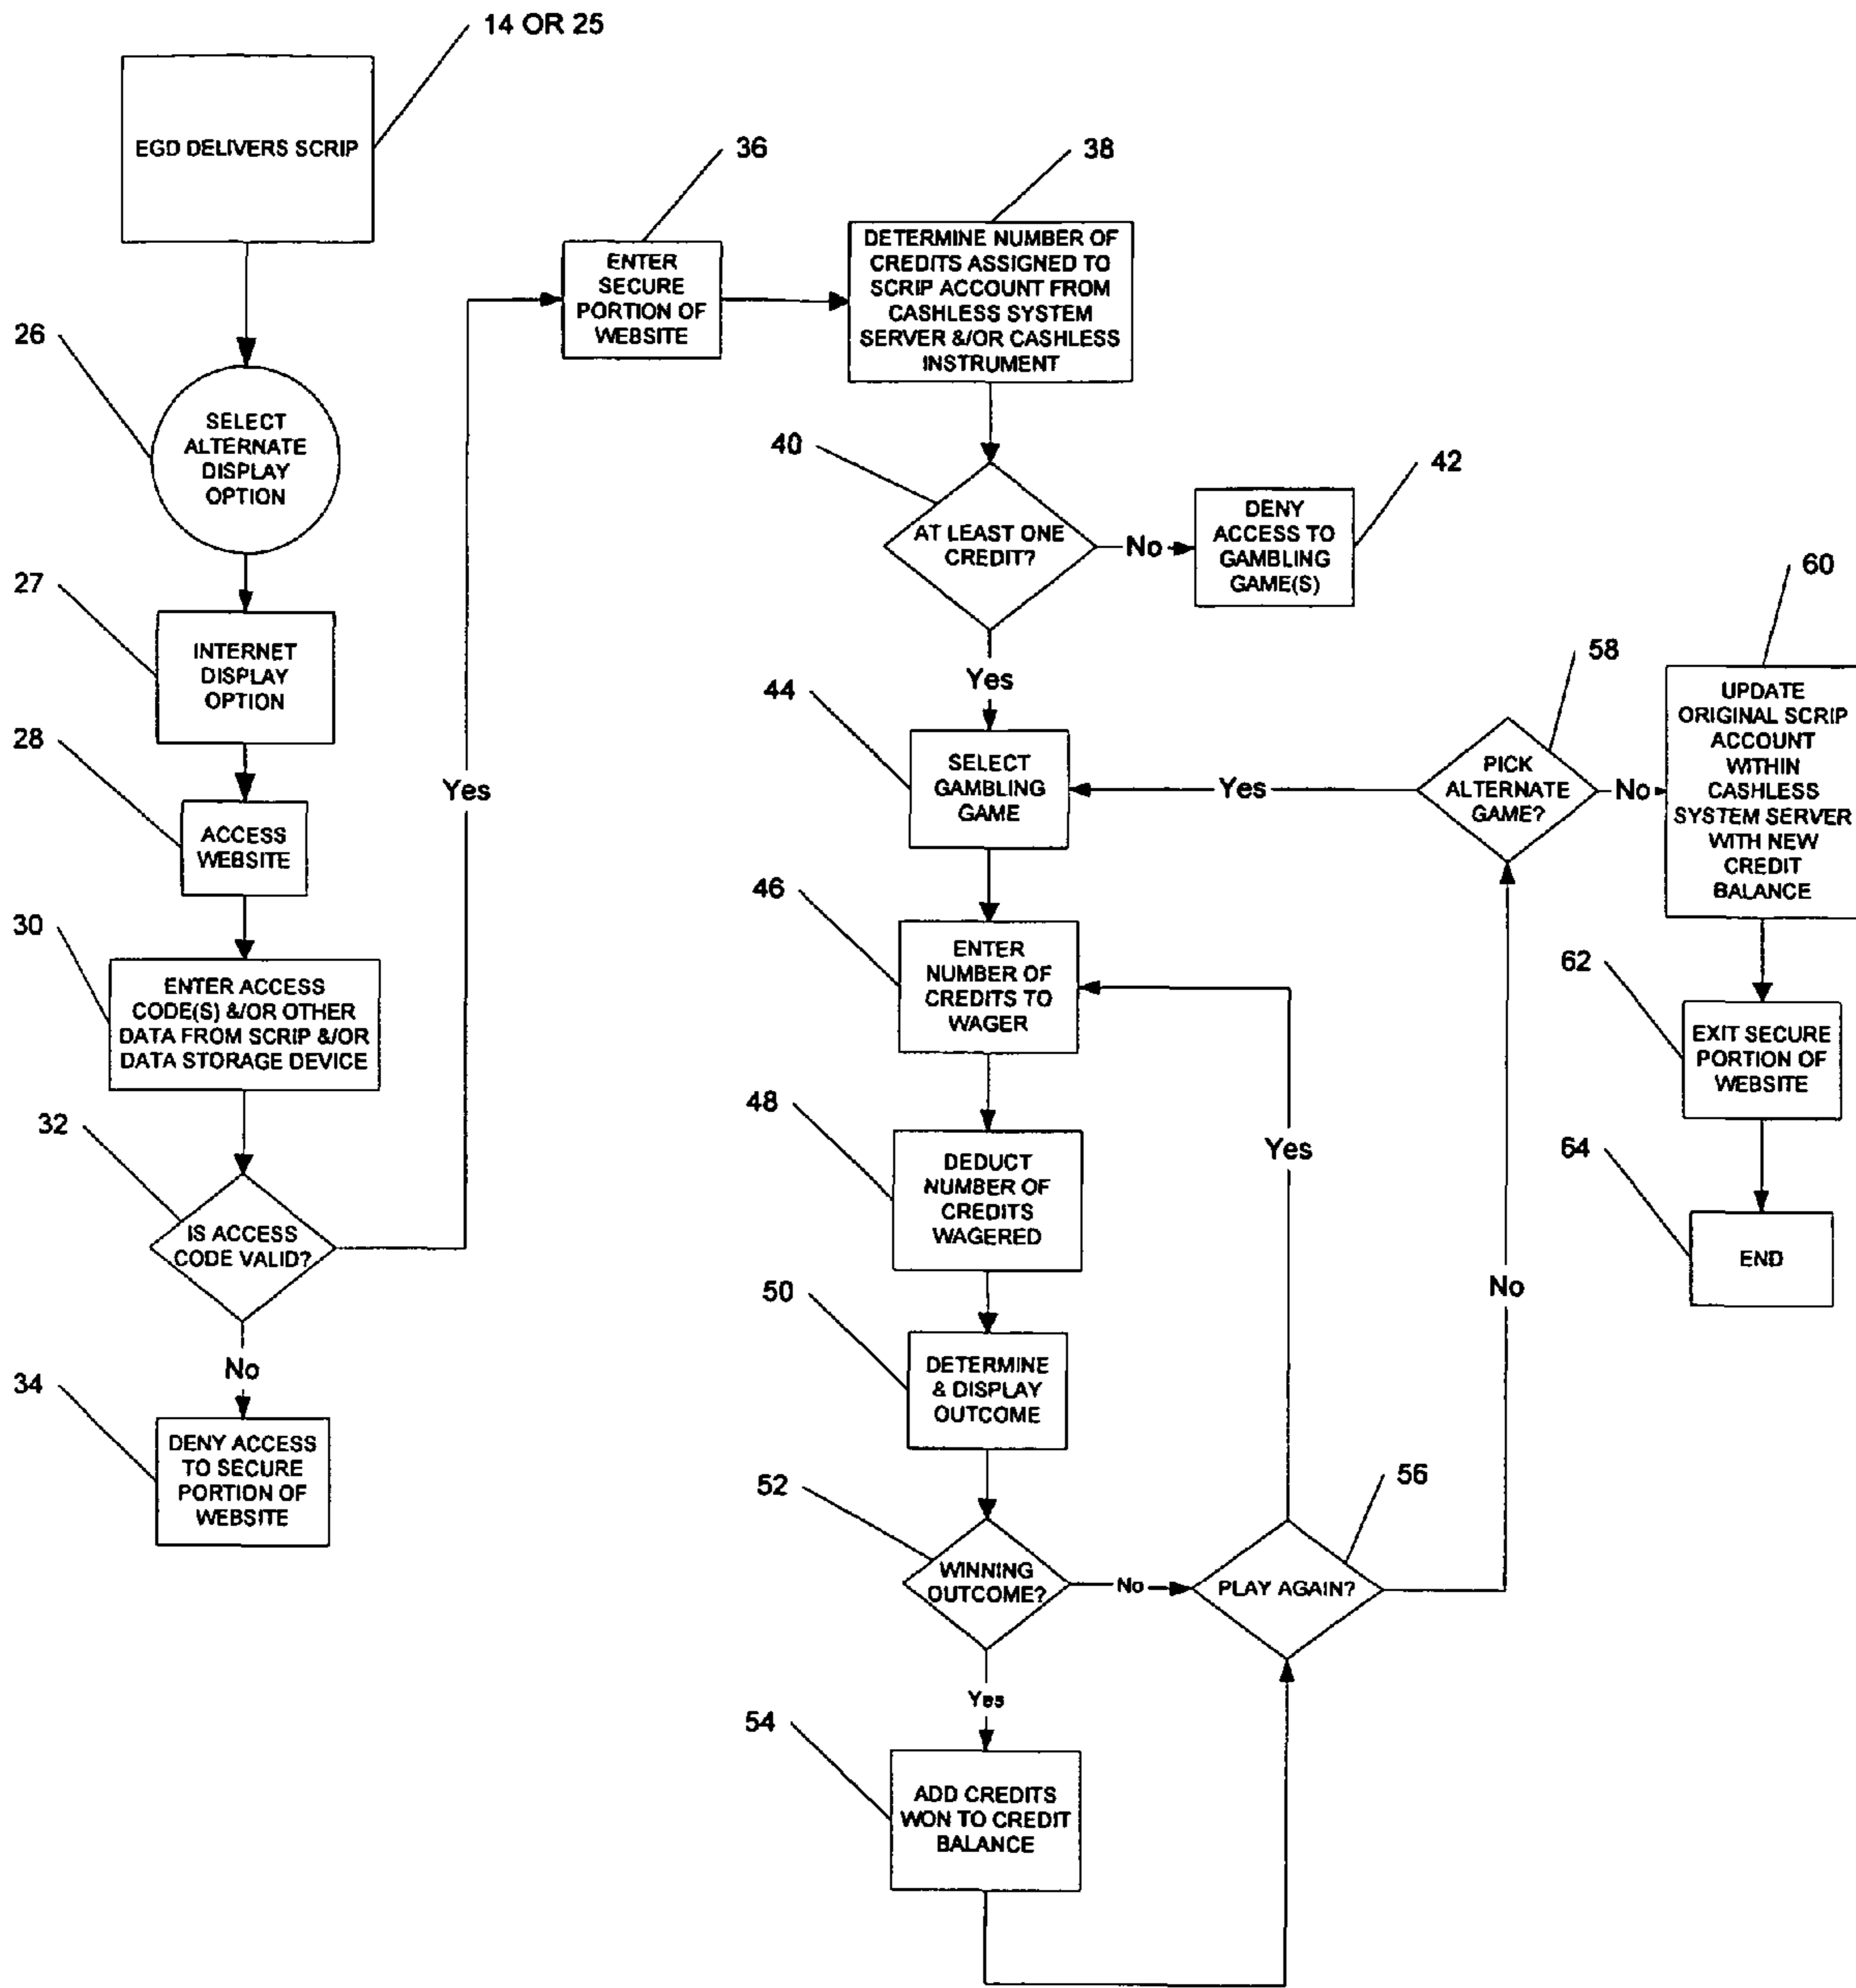 14 OR 25
EGD DELIVERS SCRIP
26
SELECT
ALTERNATE
DISPLAY
OPTION
27
INTERNET
DISPLAY
OPTION
28
ACCESS
WEBSITE
30
ENTER ACCESS
CODE(S) &/OR OTHER
DATA FROM SCRIP &/OR
DATA STORAGE DEVICE
32
IS ACCESS
CODE VALID?
No
34
DENY ACCESS
TO SECURE
PORTION OF
WEBSITE
Yes
36
ENTER
SECURE
PORTION OF
WEBSITE
38
DETERMINE NUMBER OF
CREDITS ASSIGNED TO
SCRIP ACCOUNT FROM
CASHLESS SYSTEM
SERVER &/OR CASHLESS
INSTRUMENT
40
AT LEAST ONE
CREDIT?
No
42
DENY
ACCESS TO
GAMBLING
GAME(S)
Yes
44
SELECT
GAMBLING
GAME
46
ENTER
NUMBER OF
CREDITS TO
WAGER
48
DEDUCT
NUMBER OF
CREDITS
WAGERED
50
DETERMINE
& DISPLAY
OUTCOME
52
WINNING
OUTCOME?
No
Yes
54
ADD CREDITS
WON TO CREDIT
BALANCE
56
PLAY AGAIN?
Yes
No
58
PICK
ALTERNATE
GAME?
Yes
No
60
UPDATE
ORIGINAL SCRIP
ACCOUNT
WITHIN
CASHLESS
SYSTEM SERVER
WITH NEW
CREDIT
BALANCE
62
EXIT SECURE
PORTION OF
WEBSITE
64
END